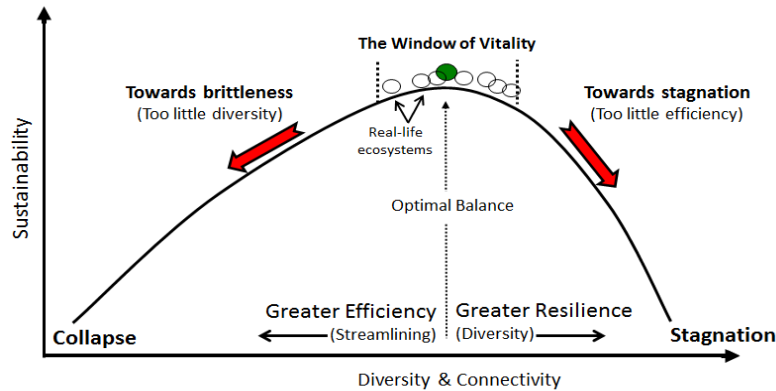 The Window of Vitality
Towards brittleness
(Too little diversity)
Towards stagnation
(Too little efficiency)
Real-life
ecosystems
Sustainability
Optimal Balance
Greater Efficiency
(Streamlining)
Greater Resilience
(Diversity)
Collapse
Stagnation
Diversity & Connectivity